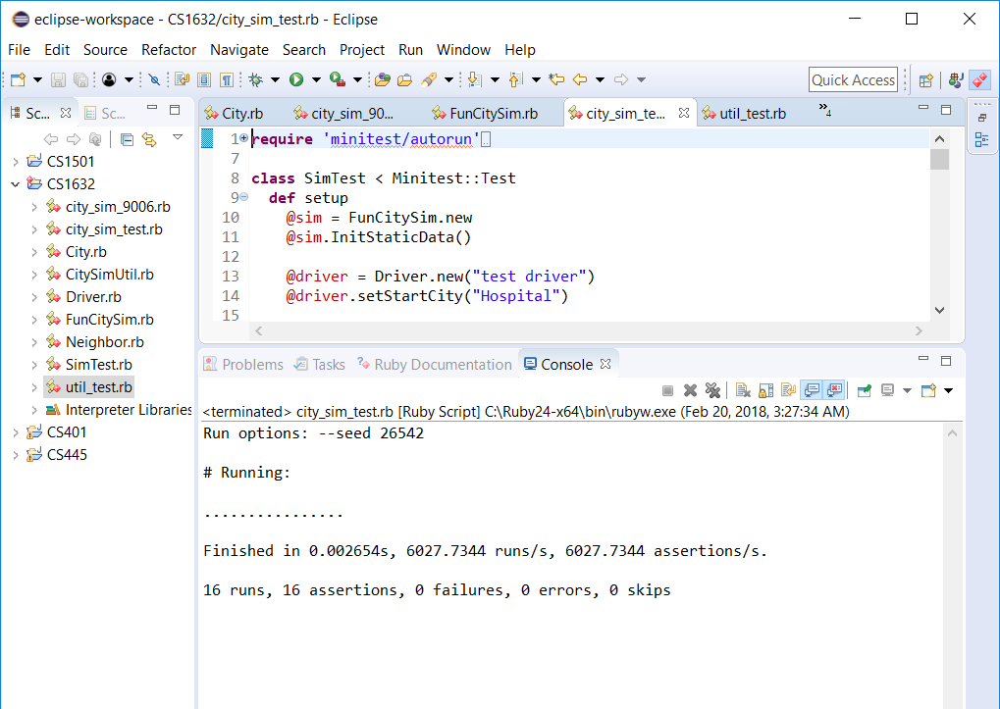 eclipse-workspace - CS1632/city_sim_test.rb - Eclipse
File Edit Source Refactor Navigate Search Project Run Window Help
Quick Access
Sc...
Sc...
CS1501
CS1632
city_sim_9006.rb
city_sim_test.rb
City.rb
CitySimUtil.rb
Driver.rb
FunCitySim.rb
Neighbor.rb
SimTest.rb
util_test.rb
Interpreter Libraries
CS401
CS445
City.rb city_sim_90... FunCitySim.rb city_sim_te... util_test.rb »4
1 require 'minitest/autorun'
7
8 class SimTest < Minitest::Test
9 def setup
10 @sim = FunCitySim.new
11 @sim.InitStaticData()
12
13 @driver = Driver.new("test driver")
14 @driver.setStartCity("Hospital")
15
Problems Tasks Ruby Documentation Console
<terminated> city_sim_test.rb [Ruby Script] C:\Ruby24-x64\bin\rubyw.exe (Feb 20, 2018, 3:27:34 AM)
Run options: --seed 26542
# Running:
................
Finished in 0.002654s, 6027.7344 runs/s, 6027.7344 assertions/s.
16 runs, 16 assertions, 0 failures, 0 errors, 0 skips